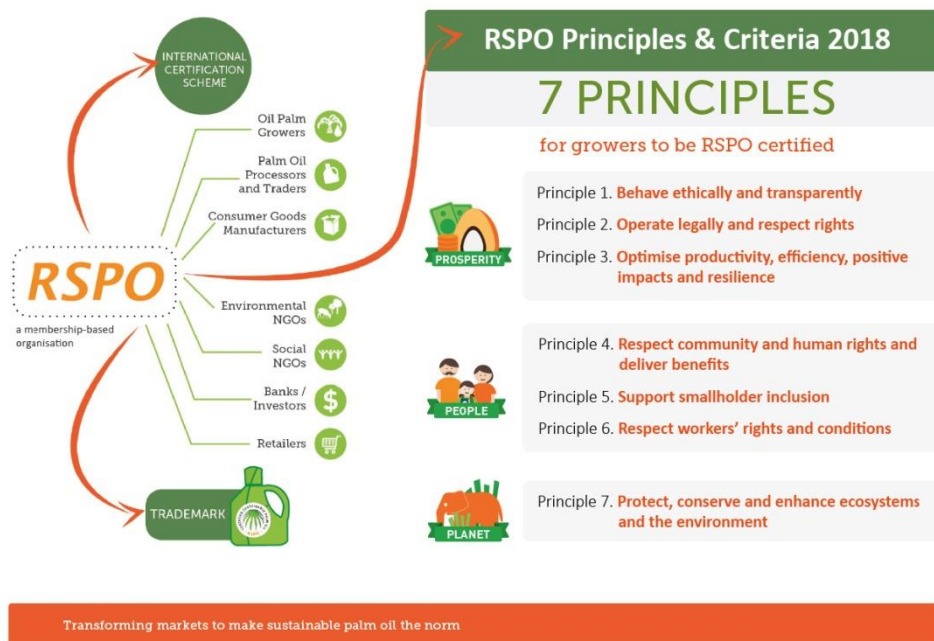 INTERNATIONAL
CERTIFICATION
SCHEME
Oil Palm
Growers
Palm Oil
Processors
and Traders
Consumer Goods
Manufacturers
RSPO
a membership-based
organisation
Environmental
NGOs
Social
NGOs
Banks /
Investors
$
Retailers
TRADEMARK
RSPO Principles & Criteria 2018
7 PRINCIPLES
for growers to be RSPO certified
PROSPERITY
Principle 1. Behave ethically and transparently
Principle 2. Operate legally and respect rights
Principle 3. Optimise productivity, efficiency, positive
impacts and resilience
PEOPLE
Principle 4. Respect community and human rights and
deliver benefits
Principle 5. Support smallholder inclusion
Principle 6. Respect workers’ rights and conditions
PLANET
Principle 7. Protect, conserve and enhance ecosystems
and the environment
Transforming markets to make sustainable palm oil the norm